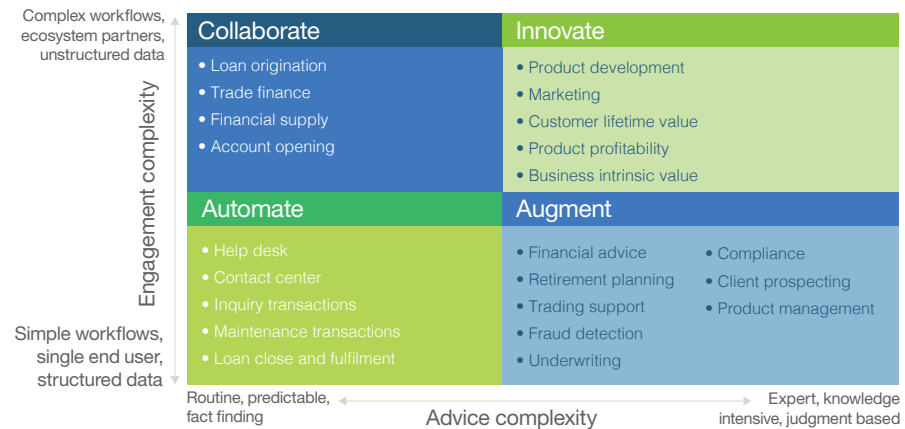 Complex workflows,
ecosystem partners,
unstructured data
Engagement complexity
Simple workflows,
single end user,
structured data
Collaborate
• Loan origination
• Trade finance
• Financial supply
• Account opening
Innovate
• Product development
• Marketing
• Customer lifetime value
• Product profitability
• Business intrinsic value
Automate
• Help desk
• Contact center
• Inquiry transactions
• Maintenance transactions
• Loan close and fulfilment
Augment
• Financial advice
• Retirement planning
• Trading support
• Fraud detection
• Underwriting
• Compliance
• Client prospecting
• Product management
Routine, predictable,
fact finding
Advice complexity
Expert, knowledge
intensive, judgment based